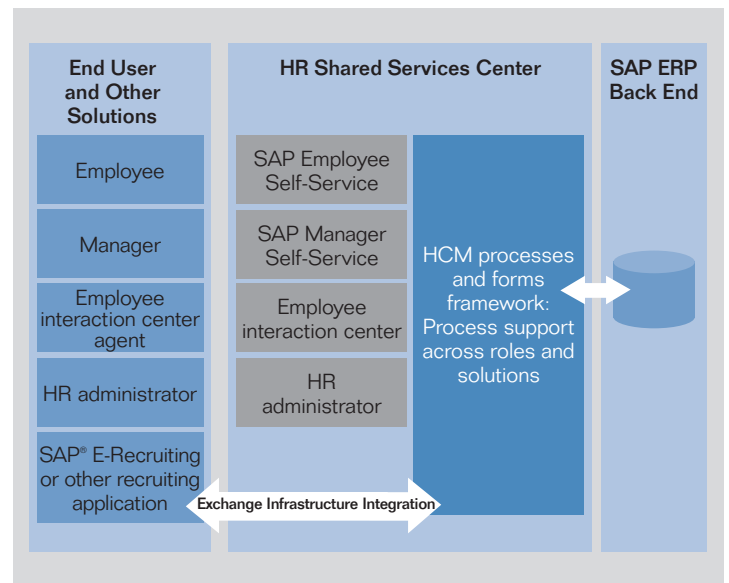 End User
and Other
Solutions
Employee
Manager
Employee
interaction center
agent
HR administrator
SAP® E-Recruiting
or other recruiting
application
HR Shared Services Center
SAP Employee
Self-Service
SAP Manager
Self-Service
Employee
interaction center
HR
administrator
HCM processes
and forms
framework:
Process support
across roles and
solutions
Exchange Infrastructure Integration
SAP ERP
Back End